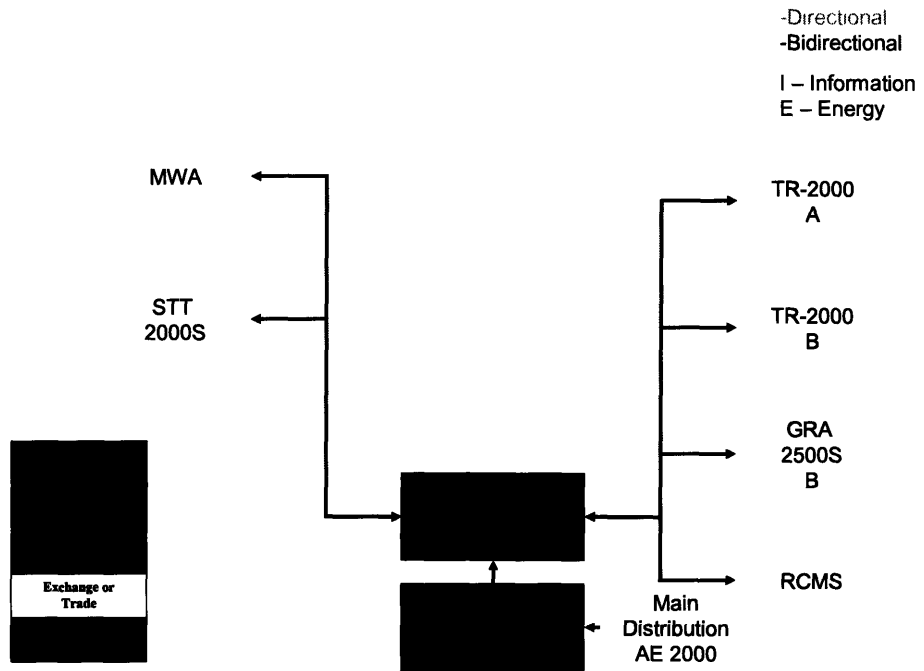 -Directional
-Bidirectional
I – Information
E – Energy
MWA
STT
2000S
TR-2000
A
TR-2000
B
GRA
2500S
B
RCMS
Exchange or
Trade
Main
Distribution
AE 2000